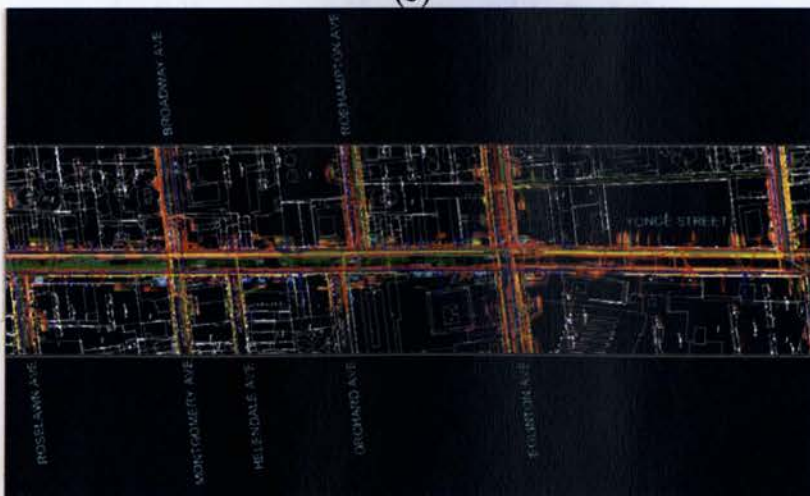 BROADWAY AVE
ROEHAMPTON AVE
YONGE STREET
ROSELAWN AVE
MONTGOMERY AVE
HELENDALE AVE
ORCHARD AVE
EGLINTON AVE